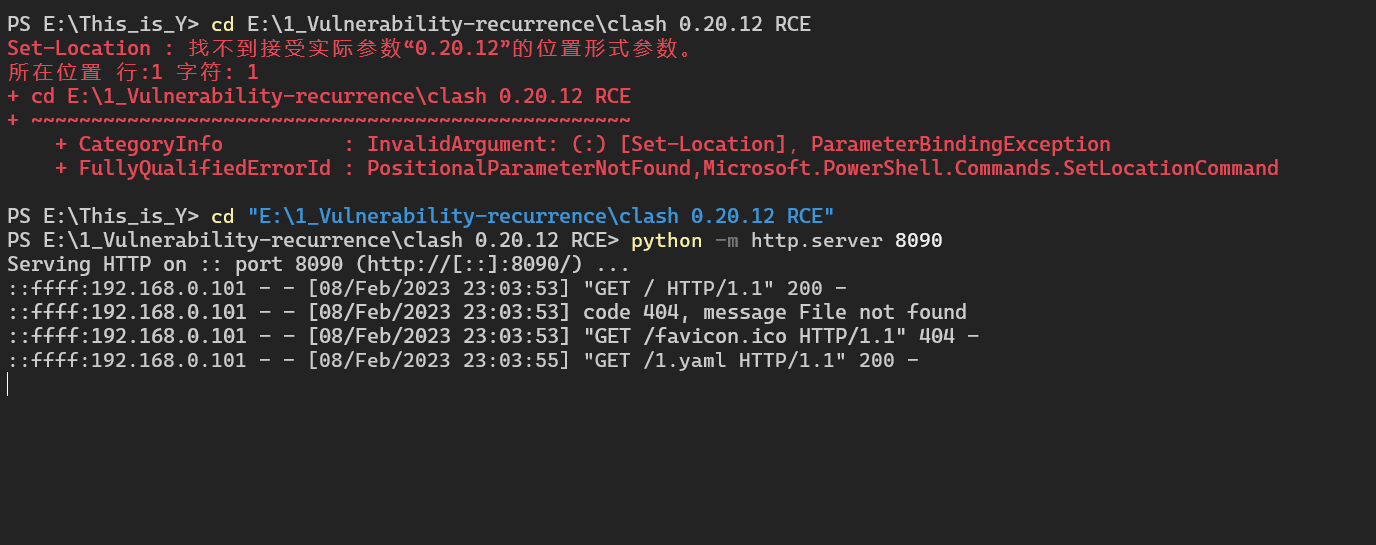 PS E:\This_is_Y> cd E:\1_Vulnerability-recurrence\clash 0.20.12 RCE
Set-Location : 找不到接受实际参数“0.20.12”的位置形式参数。
所在位置 行:1 字符: 1
+ cd E:\1_Vulnerability-recurrence\clash 0.20.12 RCE
+ ~~~~~~~~~~~~~~~~~~~~~~~~~~~~~~~~~~~~~~~~~~~~~~~~~~
    + CategoryInfo          : InvalidArgument: (:) [Set-Location], ParameterBindingException
    + FullyQualifiedErrorId : PositionalParameterNotFound,Microsoft.PowerShell.Commands.SetLocationCommand
PS E:\This_is_Y> cd "E:\1_Vulnerability-recurrence\clash 0.20.12 RCE"
PS E:\1_Vulnerability-recurrence\clash 0.20.12 RCE> python -m http.server 8090
Serving HTTP on :: port 8090 (http://[::]:8090/) ...
::ffff:192.168.0.101 - - [08/Feb/2023 23:03:53] "GET / HTTP/1.1" 200 -
::ffff:192.168.0.101 - - [08/Feb/2023 23:03:53] code 404, message File not found
::ffff:192.168.0.101 - - [08/Feb/2023 23:03:53] "GET /favicon.ico HTTP/1.1" 404 -
::ffff:192.168.0.101 - - [08/Feb/2023 23:03:55] "GET /1.yaml HTTP/1.1" 200 -